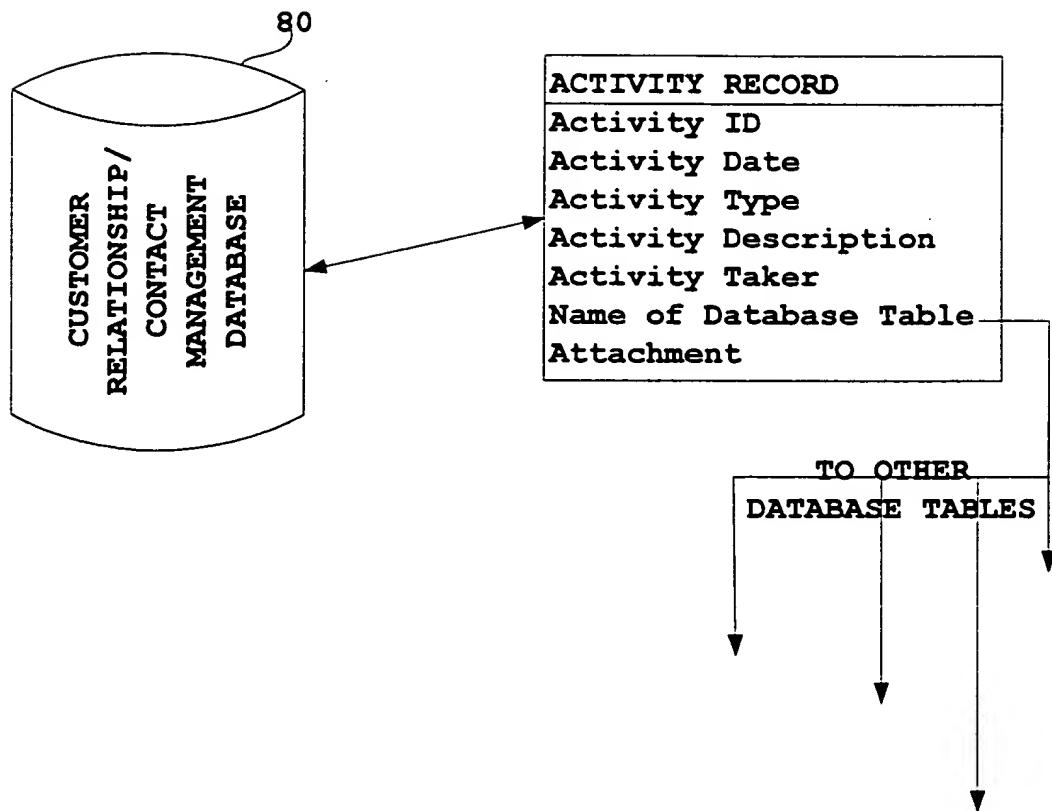 80
CUSTOMER
RELATIONSHIP/
CONTACT
MANAGEMENT
DATABASE
ACTIVITY RECORD
Activity ID
Activity Date
Activity Type
Activity Description
Activity Taker
Name of Database Table
Attachment
TO OTHER
DATABASE TABLES